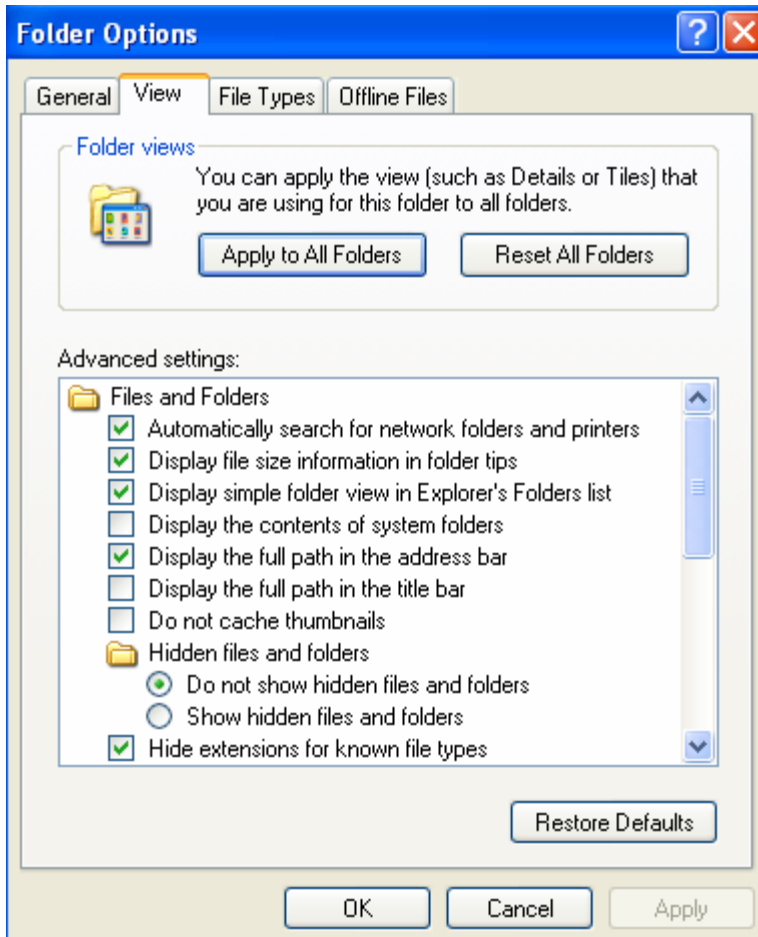 Folder Options
?
General View File Types Offline Files
Folder views
You can apply the view (such as Details or Tiles) that
you are using for this folder to all folders.
Apply to All Folders Reset All Folders
Advanced settings:
Files and Folders
Automatically search for network folders and printers
Display file size information in folder tips
Display simple folder view in Explorer's Folders list
Display the contents of system folders
Display the full path in the address bar
Display the full path in the title bar
Do not cache thumbnails
Hidden files and folders
Do not show hidden files and folders
Show hidden files and folders
Hide extensions for known file types
Restore Defaults
OK Cancel Apply